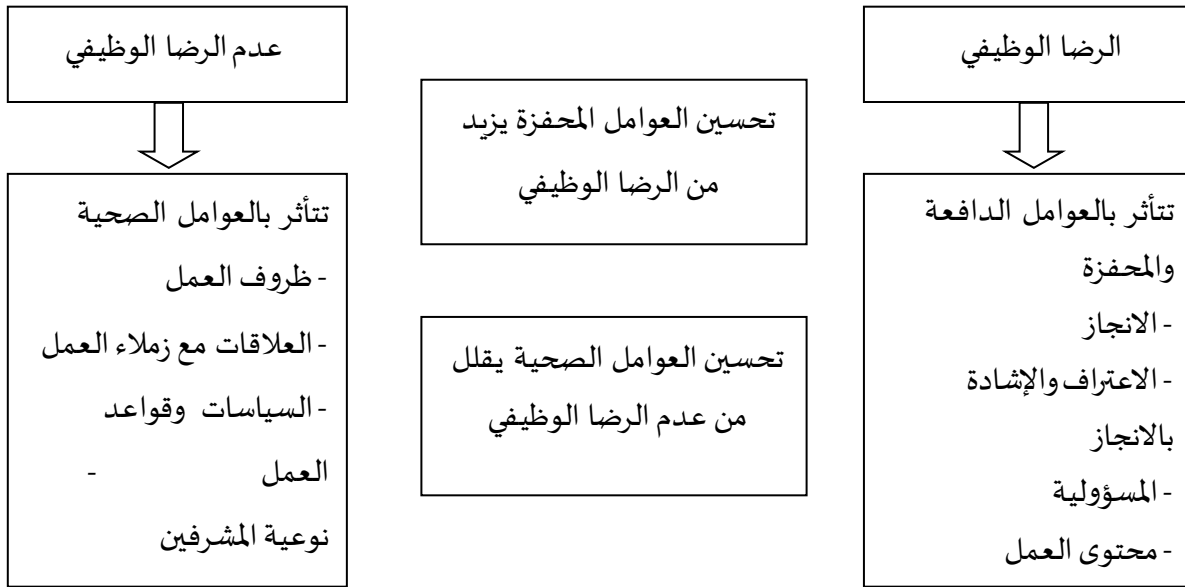 الرضا الوظيفي
تتأثر بالعوامل الدافعة
والمحفزة
- الانجاز
- الاعتراف والإشادة
بالانجاز
- المسؤولية
- محتوى العمل
تحسين العوامل المحفزة يزيد
من الرضا الوظيفي
تحسين العوامل الصحية يقلل
من عدم الرضا الوظيفي
عدم الرضا الوظيفي
تتأثر بالعوامل الصحية
- ظروف العمل
- العلاقات مع زملاء العمل
- السياسات وقواعد
العمل -
نوعية المشرفين